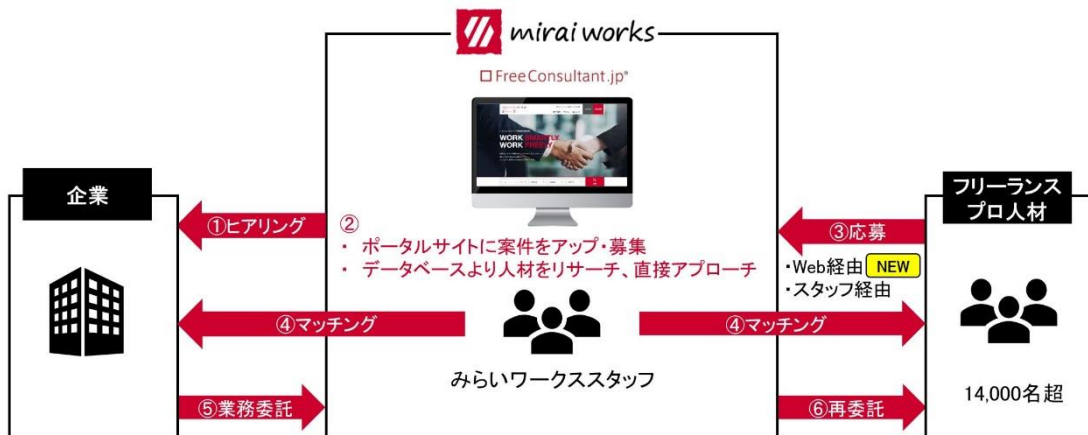 mirai works
FreeConsultant.jp®
WORK SMARTLY
WORK FREELY
企業
フリーランス
プロ人材
①ヒアリング
②
・ ポータルサイトに案件をアップ・募集
・ データベースより人材をリサーチ、直接アプローチ
③応募
・Web経由 NEW
・スタッフ経由
④マッチング
④マッチング
みらいワークススタッフ
14,000名超
⑤業務委託
⑥再委託